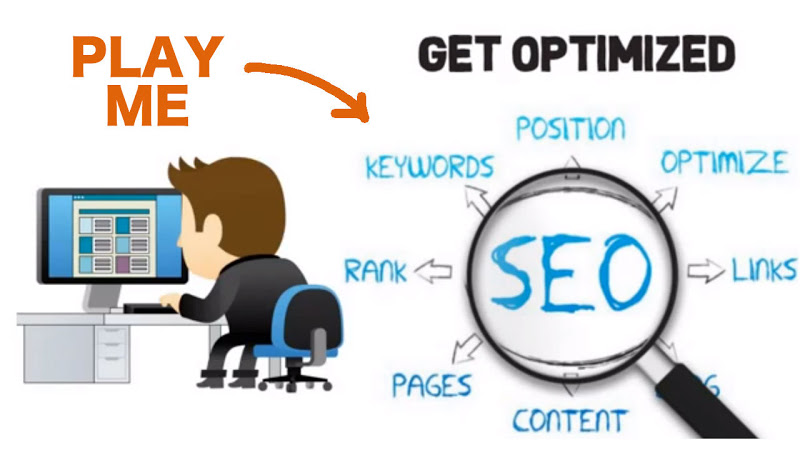 PLAY
ME
GET OPTIMIZED
POSITION
KEYWORDS
OPTIMIZE
SEO
RANK
LINKS
PAGES
CONTENT